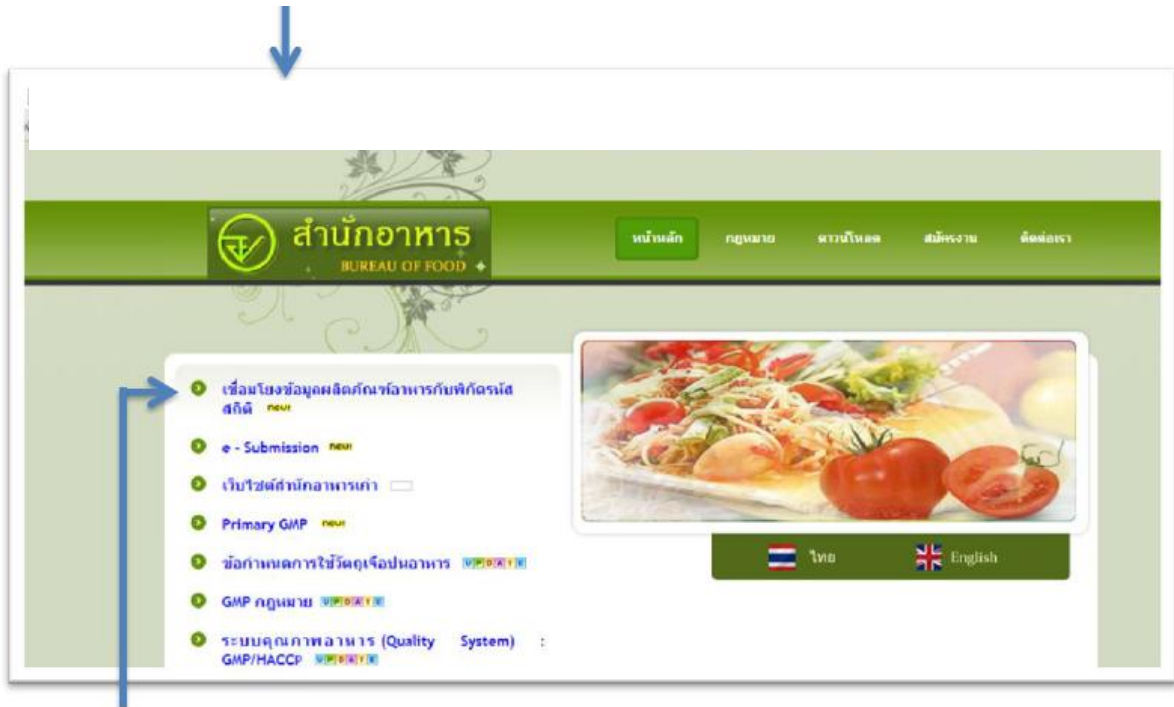 สำนักอาหาร
BUREAU OF FOOD
หน้าหลัก กฎหมาย ดาวน์โหลด สมัครงาน ติดต่อเรา
เชื่อมโยงข้อมูลผลิตภัณฑ์อาหารกับพิกัดรหัส
สถิติ new!
e - Submission new!
เว็บไซต์สำนักอาหารเก่า
Primary GMP new!
ข้อกำหนดการใช้วัตถุเจือปนอาหาร UPDATE
GMP กฎหมาย UPDATE
ระบบคุณภาพอาหาร (Quality System) :
GMP/HACCP UPDATE
ไทย English